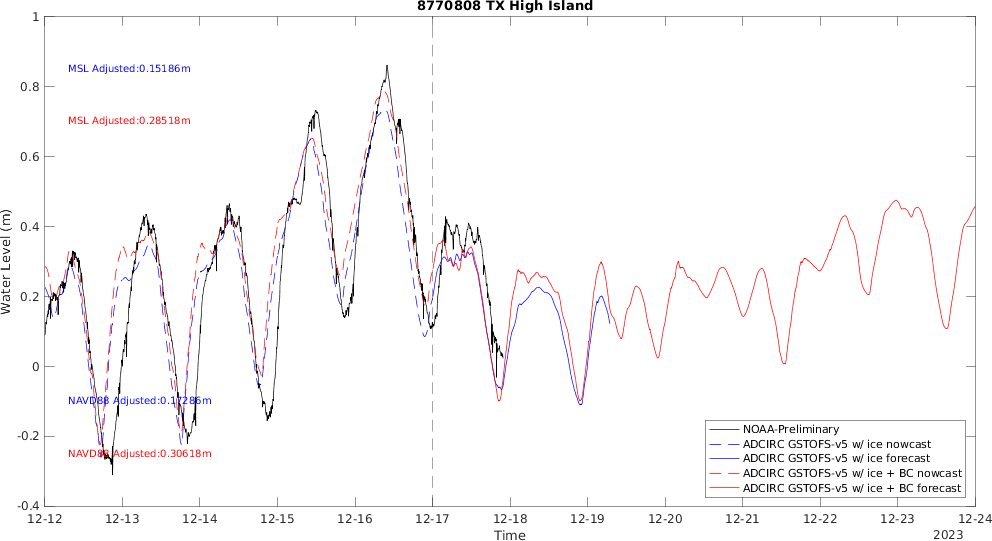 8770808 TX High Island
1
0.8
0.6
0.4
0.2
0
-0.2
-0.4
Water Level (m)
MSL Adjusted:0.15186m
MSL Adjusted:0.28518m
NAVD88 Adjusted:0.17286m
NAVD88 Adjusted:0.30618m
NOAA-Preliminary
ADCIRC GSTOFS-v5 w/ ice nowcast
ADCIRC GSTOFS-v5 w/ ice forecast
ADCIRC GSTOFS-v5 w/ ice + BC nowcast
ADCIRC GSTOFS-v5 w/ ice + BC forecast
12-12 12-13 12-14 12-15 12-16 12-17 12-18 12-19 12-20 12-21 12-22 12-23 12-24
Time
2023